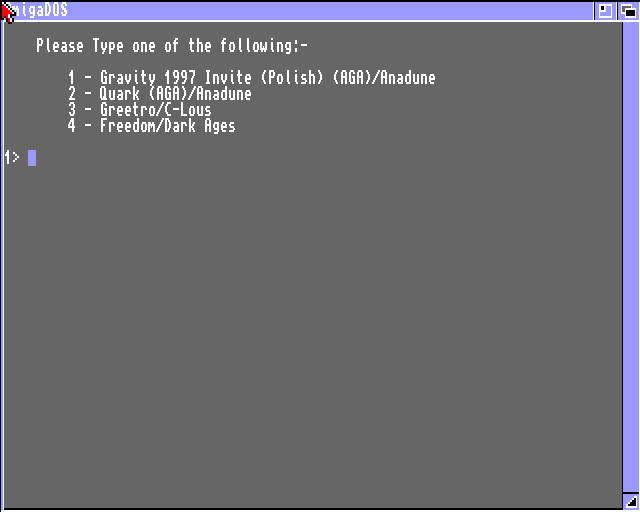 migaDOS
Please Type one of the following:-
1 - Gravity 1997 Invite (Polish) (AGA)/Anadune
2 - Quark (AGA)/Anadune
3 - Greetro/C-Lous
4 - Freedom/Dark Ages
1>